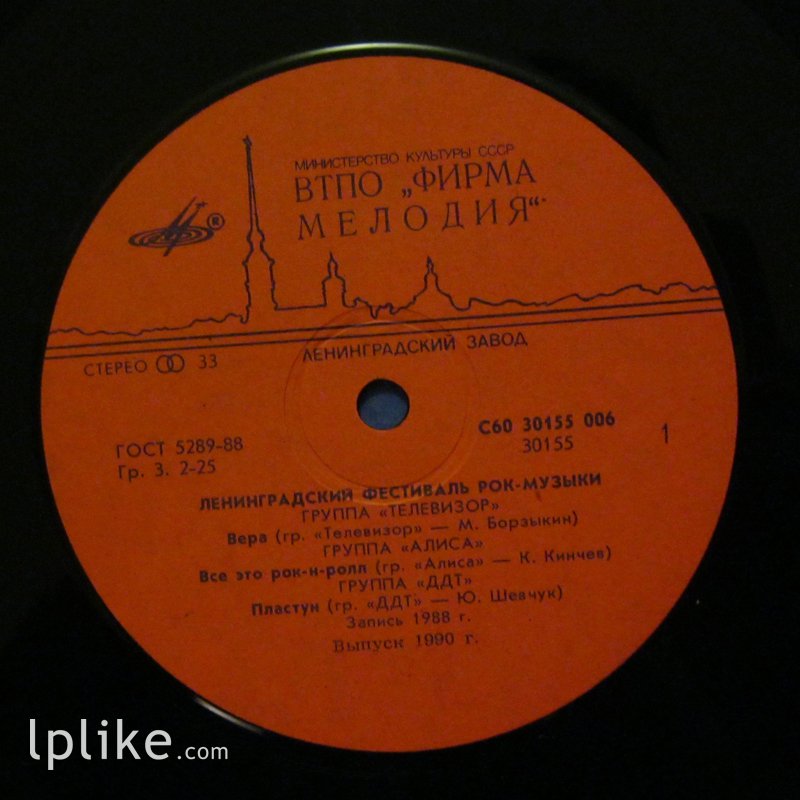 МИНИСТЕРСТВО КУЛЬТУРЫ СССР
ВТПО „ФИРМА
МЕЛОДИЯ“
®
ЛЕНИНГРАДСКИЙ ЗАВОД
СТЕРЕО 33
ГОСТ 5289-88
Гр. 3. 2-25
С60 30155 006
30155
1
ЛЕНИНГРАДСКИЙ ФЕСТИВАЛЬ РОК-МУЗЫКИ
ГРУППА «ТЕЛЕВИЗОР»
Вера (гр. «Телевизор» — М. Борзыкин)
ГРУППА «АЛИСА»
Все это рок-н-ролл (гр. «Алиса» — К. Кинчев)
ГРУППА «ДДТ»
Пластун (гр. «ДДТ» — Ю. Шевчук)
Запись 1988 г.
Выпуск 1990 г.
lplike.com